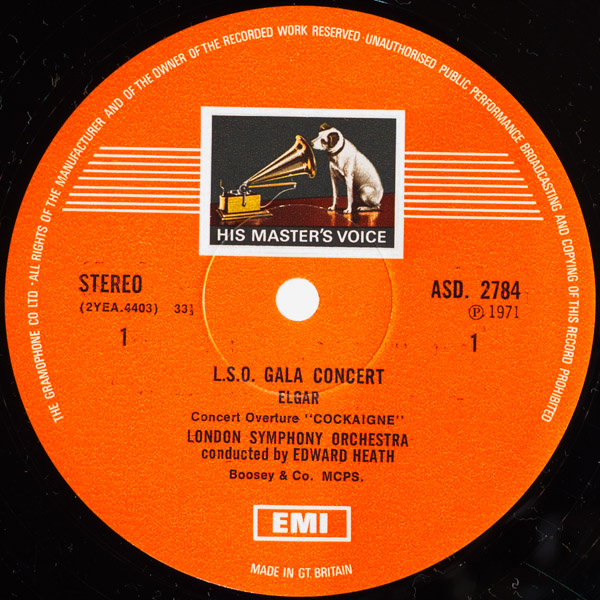 THE GRAMOPHONE CO LTD · ALL RIGHTS OF THE MANUFACTURER AND OF THE OWNER OF THE RECORDED WORK RESERVED · UNAUTHORISED PUBLIC PERFORMANCE BROADCASTING AND COPYING OF THIS RECORD PROHIBITED
HIS MASTER'S VOICE
STEREO
(2YEA.4403) 33⅓
1
ASD. 2784
Ⓟ 1971
1
L.S.O. GALA CONCERT
ELGAR
Concert Overture "COCKAIGNE"
LONDON SYMPHONY ORCHESTRA
conducted by EDWARD HEATH
Boosey & Co. MCPS.
EMI
MADE IN GT. BRITAIN